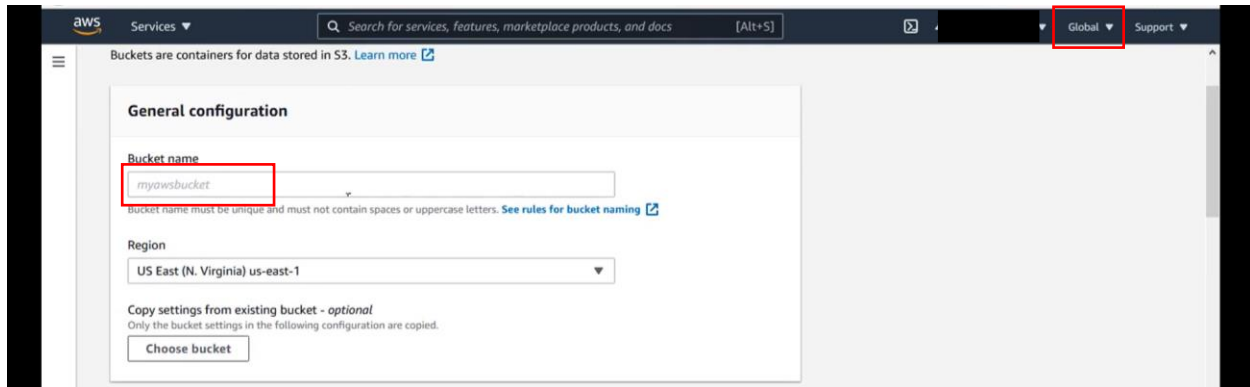 aws Services ▼ Search for services, features, marketplace products, and docs [Alt+S] Global ▼ Support ▼
Buckets are containers for data stored in S3. Learn more
General configuration
Bucket name
myawsbucket
Bucket name must be unique and must not contain spaces or uppercase letters. See rules for bucket naming
Region
US East (N. Virginia) us-east-1
Copy settings from existing bucket - optional
Only the bucket settings in the following configuration are copied.
Choose bucket